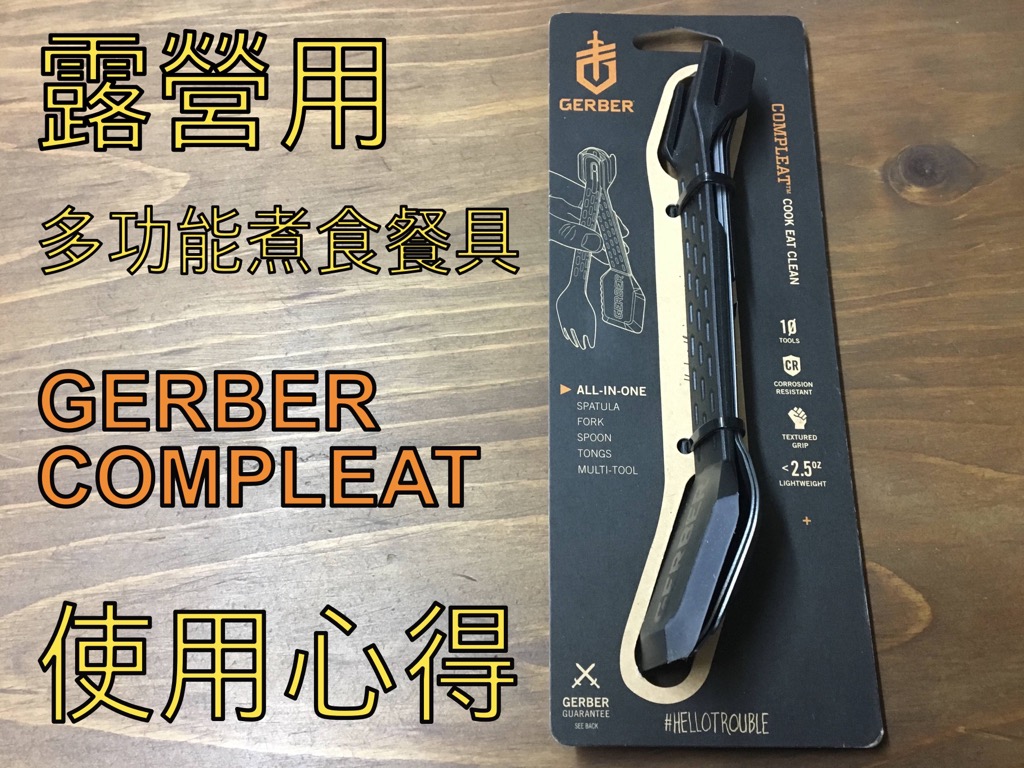 露營用
多功能煮食餐具
GERBER
COMPLEAT
使用心得
GERBER
COMPLEAT™ COOK EAT CLEAN
GERBER
10
TOOLS
CR
CORROSION
RESISTANT
TEXTURED
GRIP
<2.5oz
LIGHTWEIGHT
ALL-IN-ONE
SPATULA
FORK
SPOON
TONGS
MULTI-TOOL
GERBER
GERBER
GUARANTEE
SEE BACK
#HELLOTROUBLE